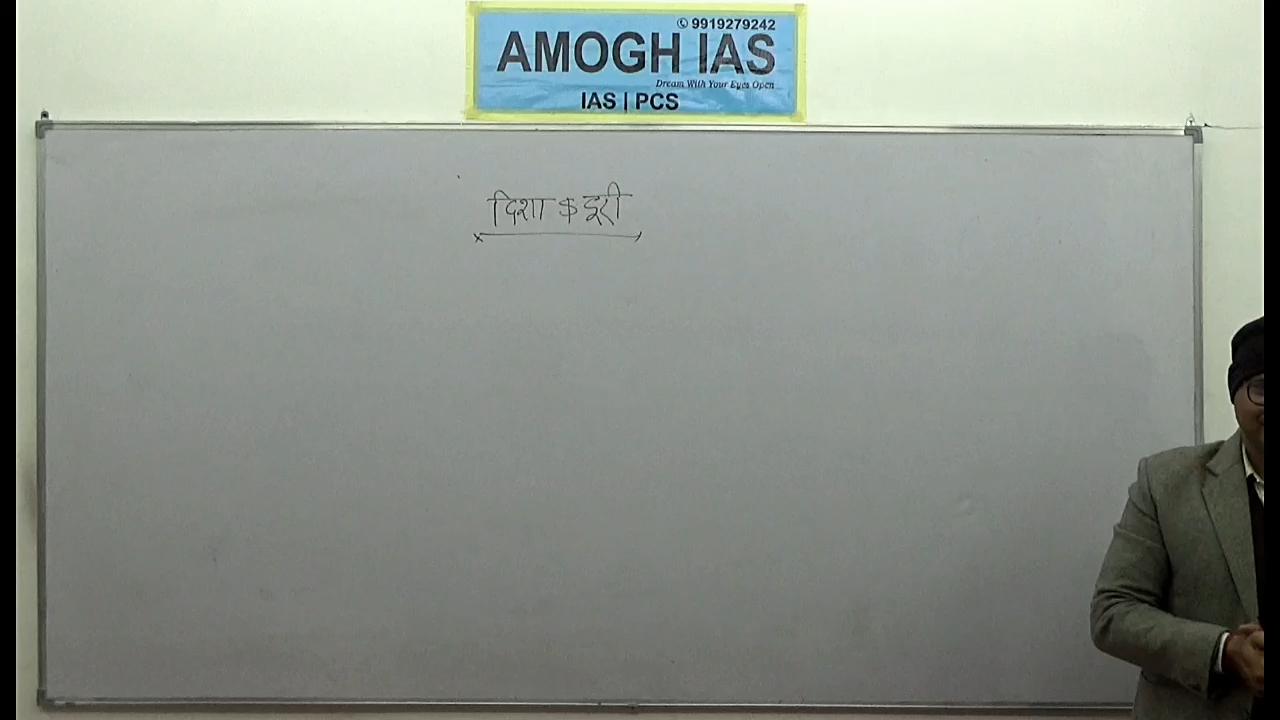 ✆ 9919279242
AMOGH IAS
Dream With Your Eyes Open
IAS | PCS
दिशा $ दूरी